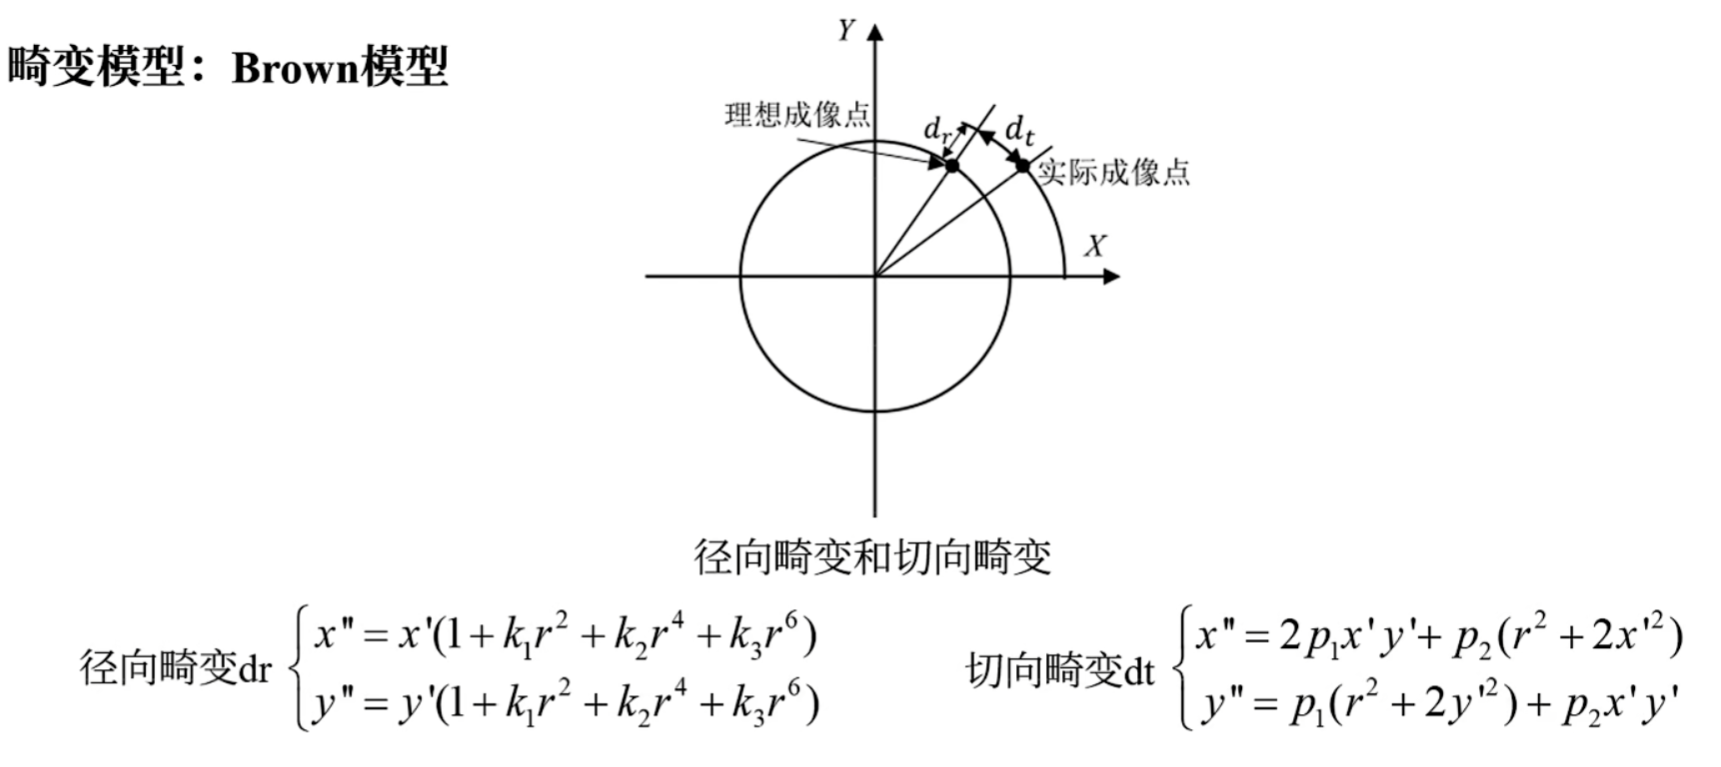 畸变模型：Brown模型
Y
理想成像点
dr
dt
实际成像点
X
径向畸变和切向畸变
径向畸变dr
x" = x'(1 + k₁r² + k₂r⁴ + k₃r⁶)
y" = y'(1 + k₁r² + k₂r⁴ + k₃r⁶)
切向畸变dt
x" = 2p₁x'y' + p₂(r² + 2x'²)
y" = p₁(r² + 2y'²) + p₂x'y'